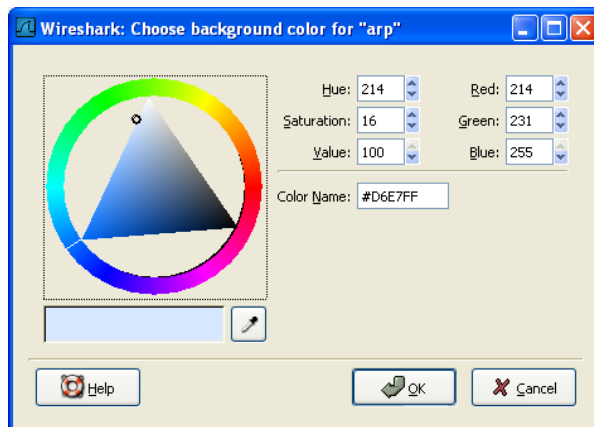 Wireshark: Choose background color for "arp"
Hue: 214 Red: 214
Saturation: 16 Green: 231
Value: 100 Blue: 255
Color Name: #D6E7FF
Help OK Cancel